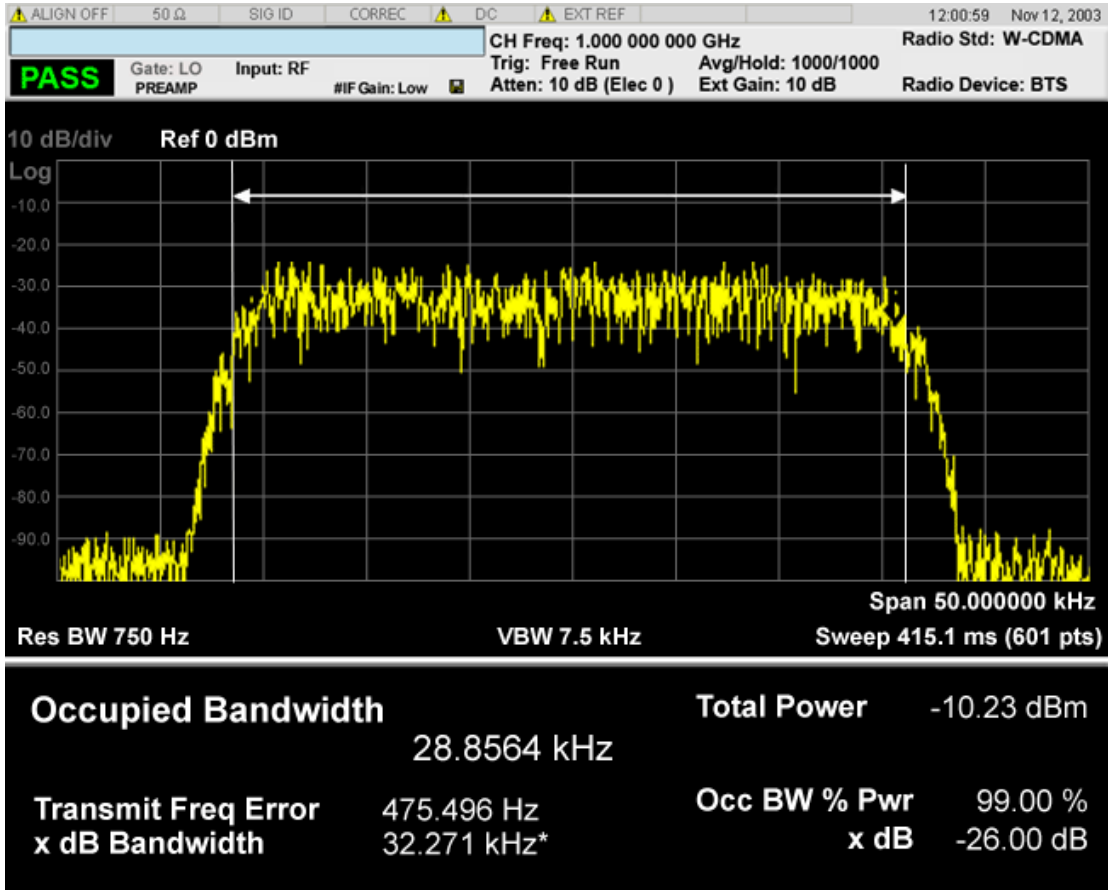 ALIGN OFF 50 Ω SIG ID CORREC DC EXT REF 12:00:59 Nov 12, 2003
CH Freq: 1.000 000 000 GHz Radio Std: W-CDMA
PASS Gate: LO Input: RF Trig: Free Run Avg/Hold: 1000/1000
PREAMP #IF Gain: Low Atten: 10 dB (Elec 0 ) Ext Gain: 10 dB Radio Device: BTS
10 dB/div Ref 0 dBm
Log
-10.0
-20.0
-30.0
-40.0
-50.0
-60.0
-70.0
-80.0
-90.0
Span 50.000000 kHz
Res BW 750 Hz VBW 7.5 kHz Sweep 415.1 ms (601 pts)
Occupied Bandwidth Total Power -10.23 dBm
28.8564 kHz
Transmit Freq Error 475.496 Hz Occ BW % Pwr 99.00 %
x dB Bandwidth 32.271 kHz* x dB -26.00 dB